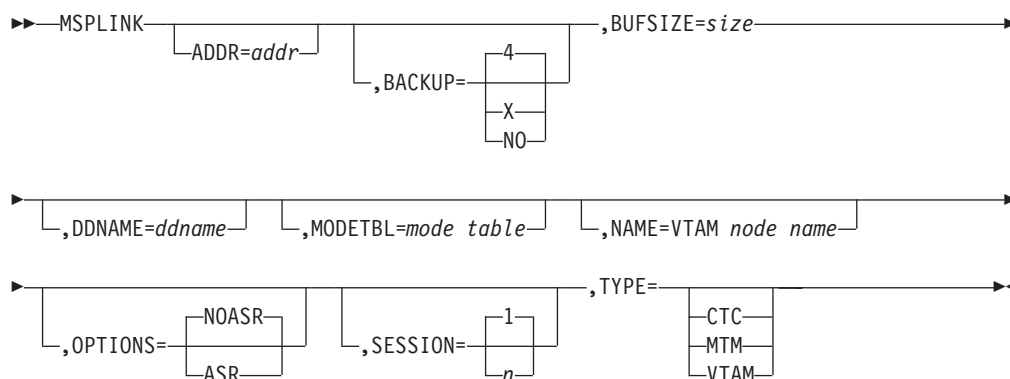 MSPLINK ,BUFSIZE=size
ADDR=addr 4
,BACKUP=
X
NO
,DDNAME=ddname ,MODETBL=mode table ,NAME=VTAM node name
,TYPE=
NOASR 1 CTC
,OPTIONS= ,SESSION= MTM
ASR n VTAM